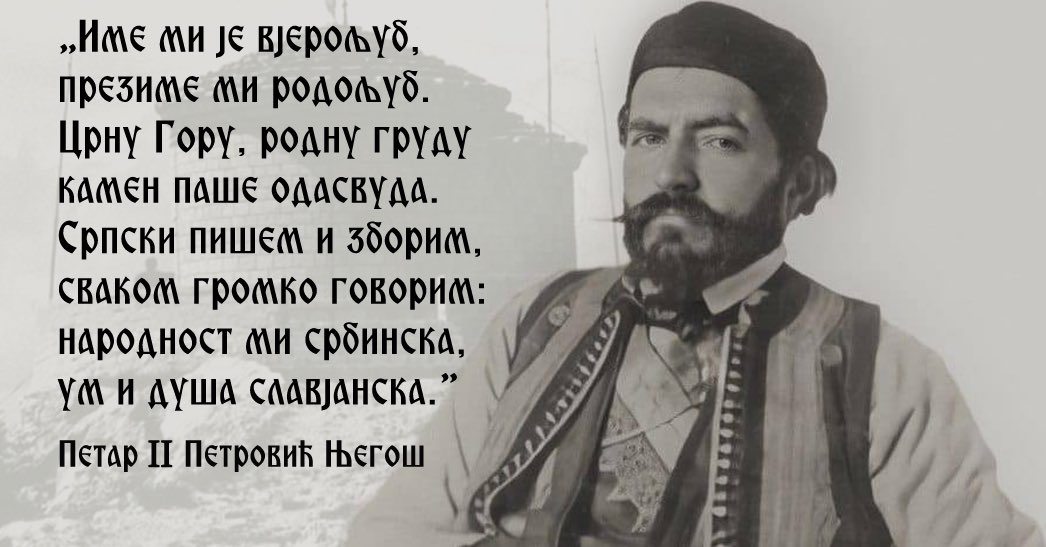 „Име ми је вјерољуб,
презиме ми родољуб.
Црну Гору, родну груду
камен паше одасвуда.
Српски пишем и зборим,
сваком громко говорим:
народност ми србинска,
ум и душа славјанска.”
Петар II Петровић Његош